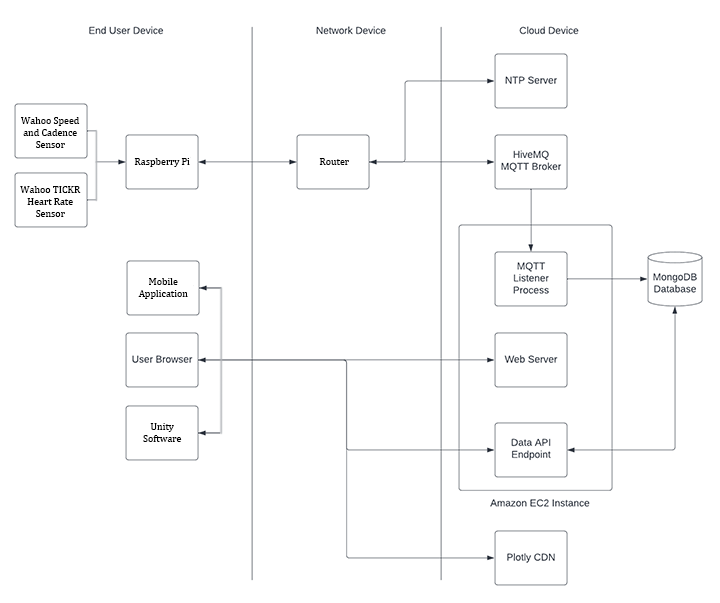 End User Device
Network Device
Cloud Device
NTP Server
Wahoo Speed
and Cadence
Sensor
Raspberry Pi
Router
HiveMQ
MQTT Broker
Wahoo TICKR
Heart Rate
Sensor
MQTT
Listener
Process
MongoDB
Database
Mobile
Application
User Browser
Web Server
Unity
Software
Data API
Endpoint
Amazon EC2 Instance
Plotly CDN